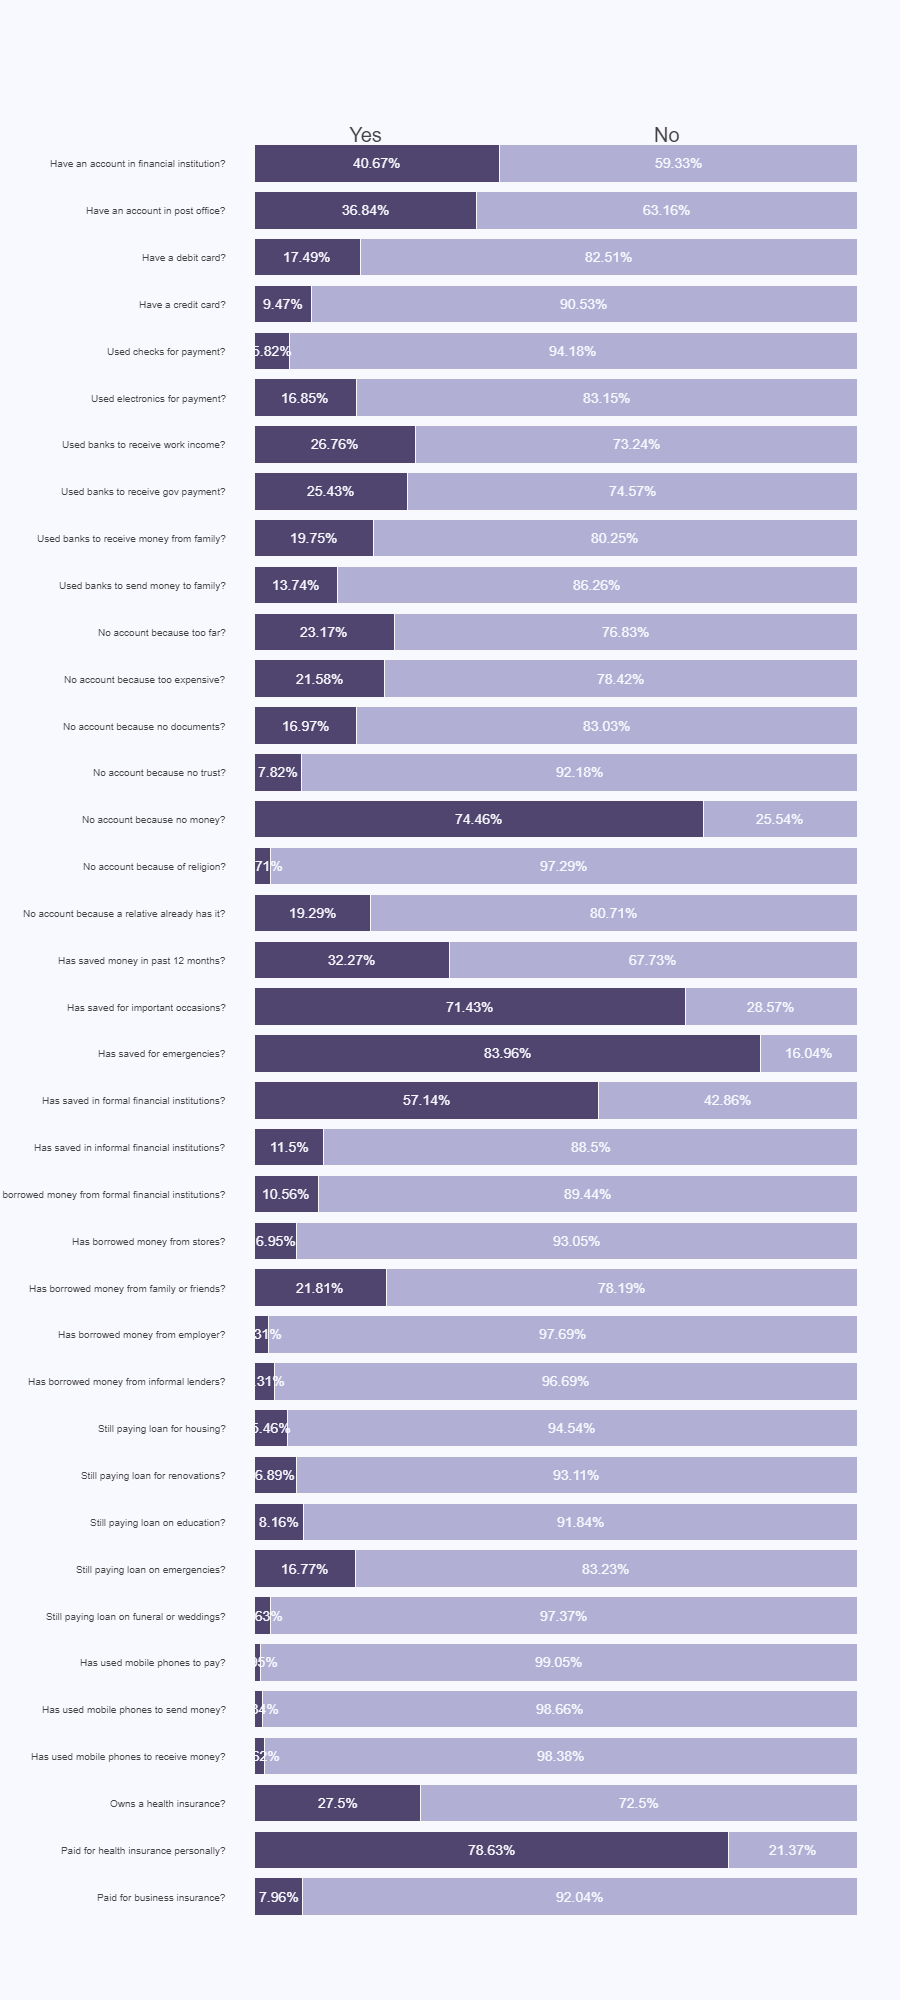 Yes No
Have an account in financial institution? 40.67% 59.33%
Have an account in post office? 36.84% 63.16%
Have a debit card? 17.49% 82.51%
Have a credit card? 9.47% 90.53%
Used checks for payment? 5.82% 94.18%
Used electronics for payment? 16.85% 83.15%
Used banks to receive work income? 26.76% 73.24%
Used banks to receive gov payment? 25.43% 74.57%
Used banks to receive money from family? 19.75% 80.25%
Used banks to send money to family? 13.74% 86.26%
No account because too far? 23.17% 76.83%
No account because too expensive? 21.58% 78.42%
No account because no documents? 16.97% 83.03%
No account because no trust? 7.82% 92.18%
No account because no money? 74.46% 25.54%
No account because of religion? 71% 97.29%
No account because a relative already has it? 19.29% 80.71%
Has saved money in past 12 months? 32.27% 67.73%
Has saved for important occasions? 71.43% 28.57%
Has saved for emergencies? 83.96% 16.04%
Has saved in formal financial institutions? 57.14% 42.86%
Has saved in informal financial institutions? 11.5% 88.5%
borrowed money from formal financial institutions? 10.56% 89.44%
Has borrowed money from stores? 6.95% 93.05%
Has borrowed money from family or friends? 21.81% 78.19%
Has borrowed money from employer? 31% 97.69%
Has borrowed money from informal lenders? .31% 96.69%
Still paying loan for housing? 5.46% 94.54%
Still paying loan for renovations? 6.89% 93.11%
Still paying loan on education? 8.16% 91.84%
Still paying loan on emergencies? 16.77% 83.23%
Still paying loan on funeral or weddings? 63% 97.37%
Has used mobile phones to pay? 99.05%
Has used mobile phones to send money? 98.66%
Has used mobile phones to receive money? 98.38%
Owns a health insurance? 27.5% 72.5%
Paid for health insurance personally? 78.63% 21.37%
Paid for business insurance? 7.96% 92.04%